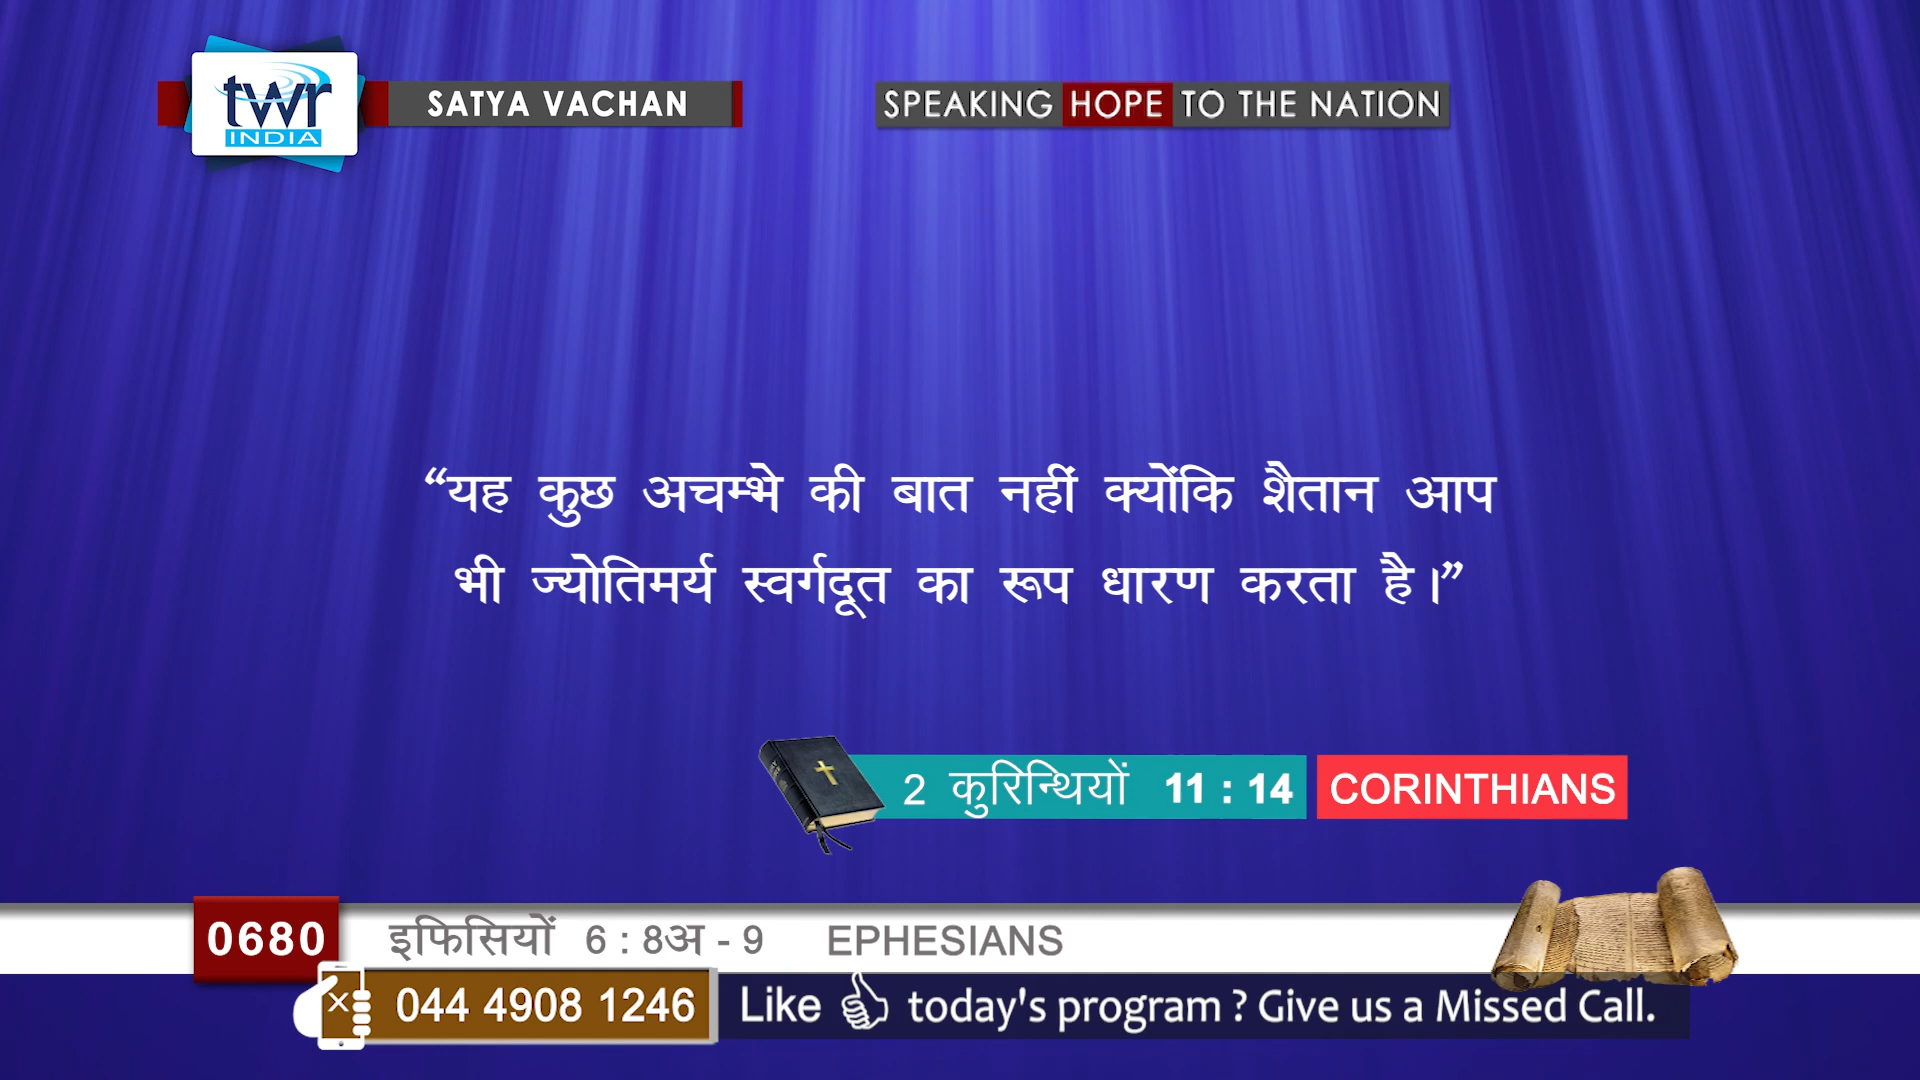 twr
INDIA
SATYA VACHAN
SPEAKING HOPE TO THE NATION
“यह कुछ अचम्भे की बात नहीं क्योंकि शैतान आप
भी ज्योतिमर्य स्वर्गदूत का रूप धारण करता है।”
2 कुरिन्थियों 11 : 14 CORINTHIANS
0680 इफिसियों 6 : 8अ - 9 EPHESIANS
044 4908 1246 Like today's program ? Give us a Missed Call.